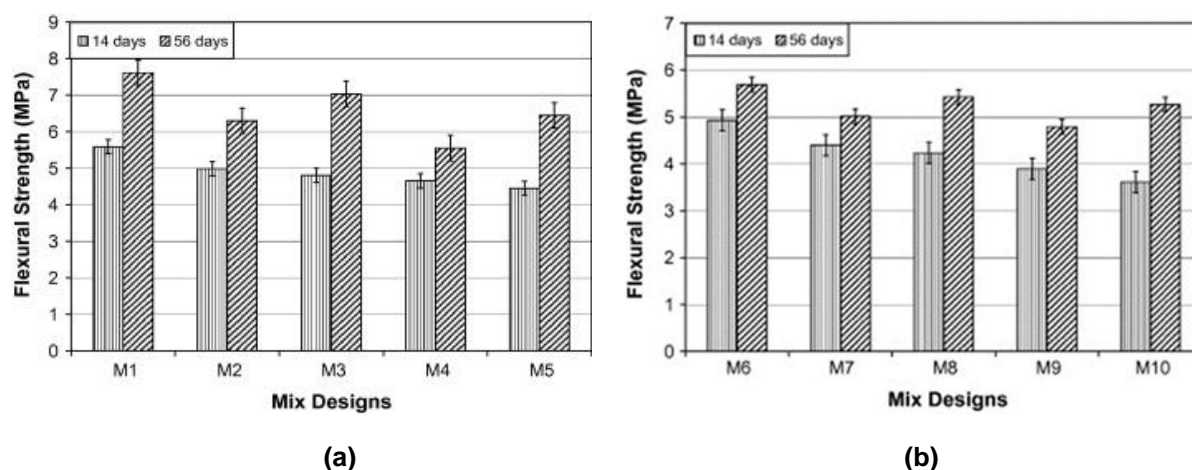 9
8
7
6
5
4
3
2
1
0
Flexural Strength (MPa)
14 days 56 days
M1 M2 M3 M4 M5
Mix Designs
(a)
7
6
5
4
3
2
1
0
Flexural Strength (MPa)
14 days 56 days
M6 M7 M8 M9 M10
Mix Designs
(b)